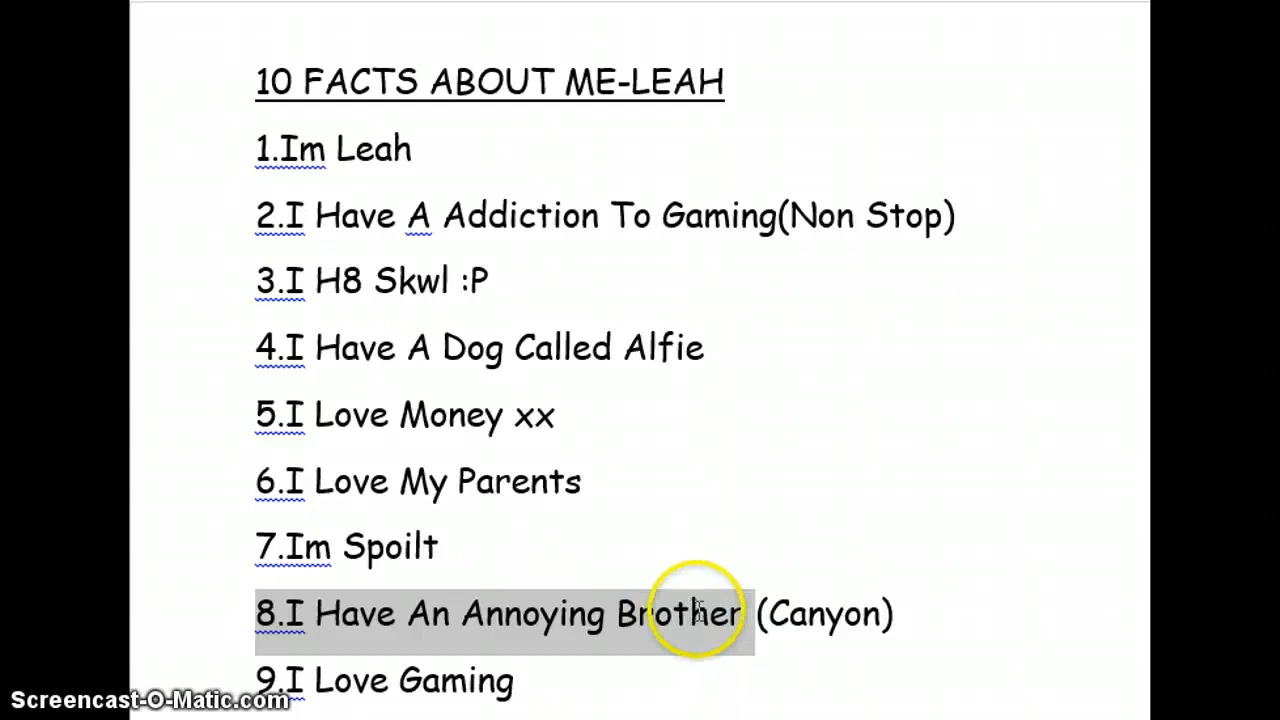 10 FACTS ABOUT ME-LEAH
1.Im Leah
2.I Have A Addiction To Gaming(Non Stop)
3.I H8 Skwl :P
4.I Have A Dog Called Alfie
5.I Love Money xx
6.I Love My Parents
7.Im Spoilt
8.I Have An Annoying Brother (Canyon)
9.I Love Gaming
Screencast-O-Matic.com